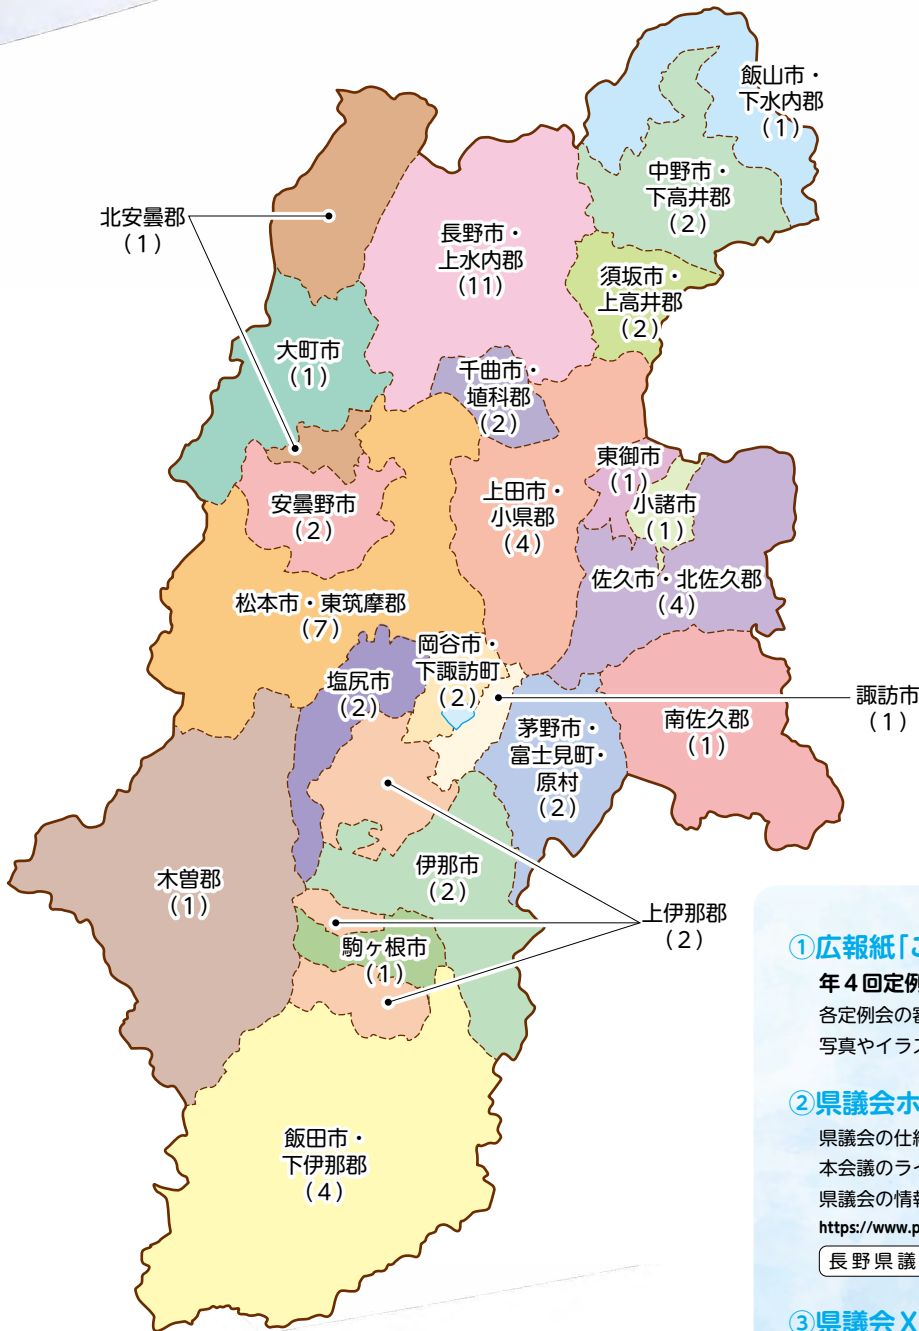 飯山市・
下水内郡
(1)
中野市・
下高井郡
(2)
北安曇郡
(1)
長野市・
上水内郡
(11)
須坂市・
上高井郡
(2)
大町市
(1)
千曲市・
埴科郡
(2)
東御市
(1)
小諸市
(1)
安曇野市
(2)
上田市・
小県郡
(4)
佐久市・北佐久郡
(4)
松本市・東筑摩郡
(7)
岡谷市・
下諏訪町
(2)
塩尻市
(2)
諏訪市
(1)
茅野市・
富士見町・
原村
(2)
南佐久郡
(1)
木曽郡
(1)
伊那市
(2)
上伊那郡
(2)
駒ヶ根市
(1)
飯田市・
下伊那郡
(4)
①広報紙「こ
年4回定例
各定例会の審
写真やイラス
②県議会ホ
県議会の仕組
本会議のライ
県議会の情報
https://www.p
長野県議
③県議会X